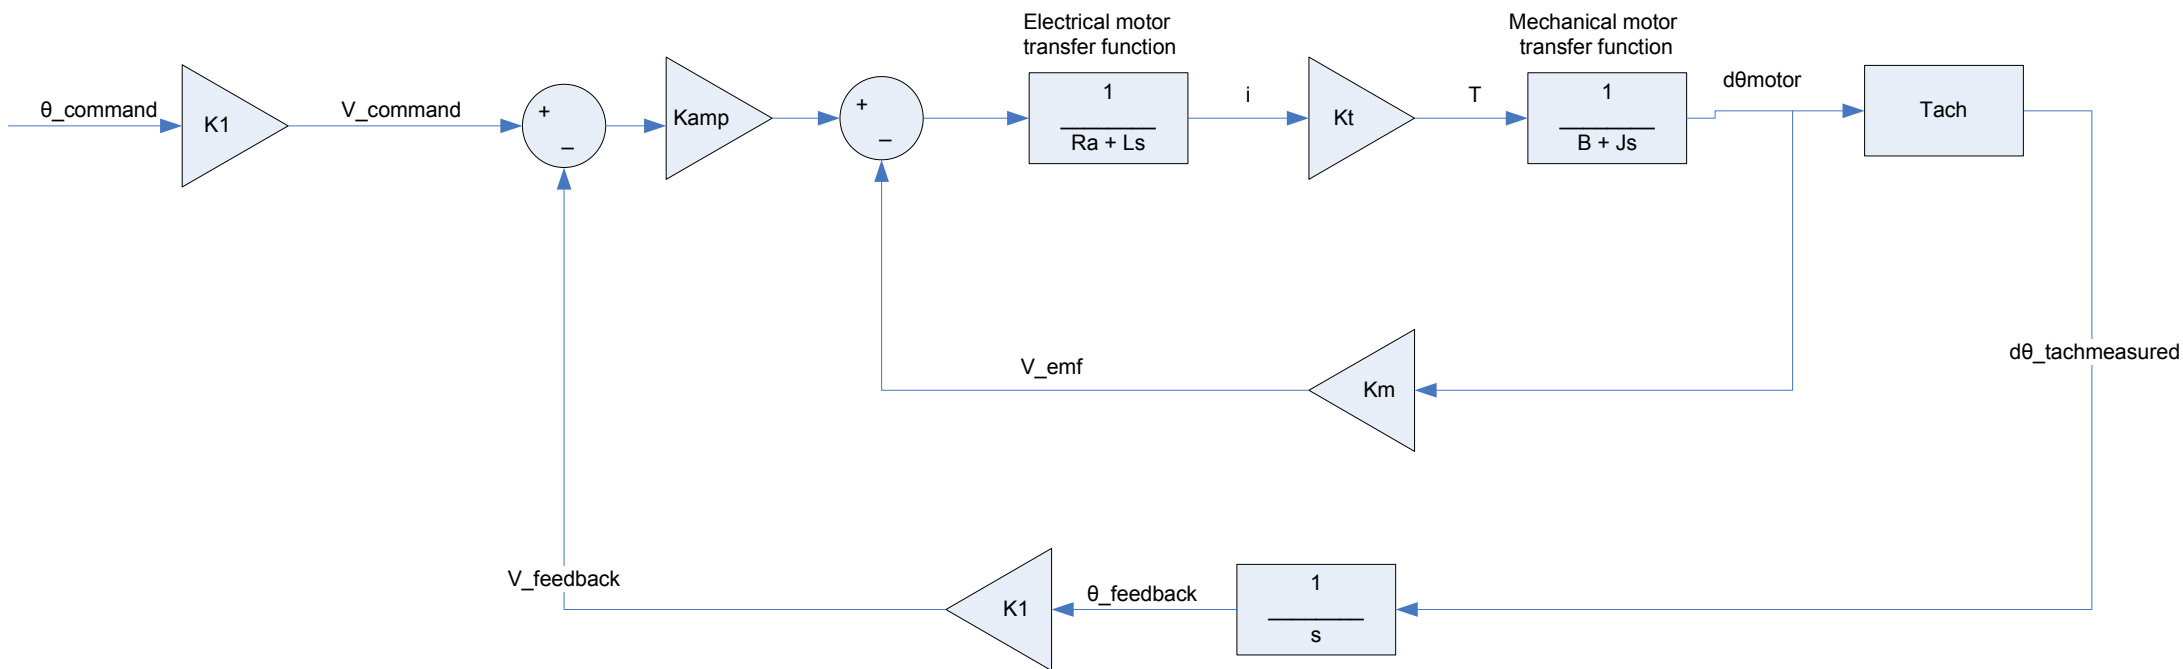 Electrical motor
transfer function
Mechanical motor
transfer function
θ_command
K1
V_command
+
_
Kamp
+
_
1
Ra + Ls
i
Kt
T
1
B + Js
dθmotor
Tach
V_emf
Km
dθ_tachmeasured
V_feedback
K1
θ_feedback
1
s